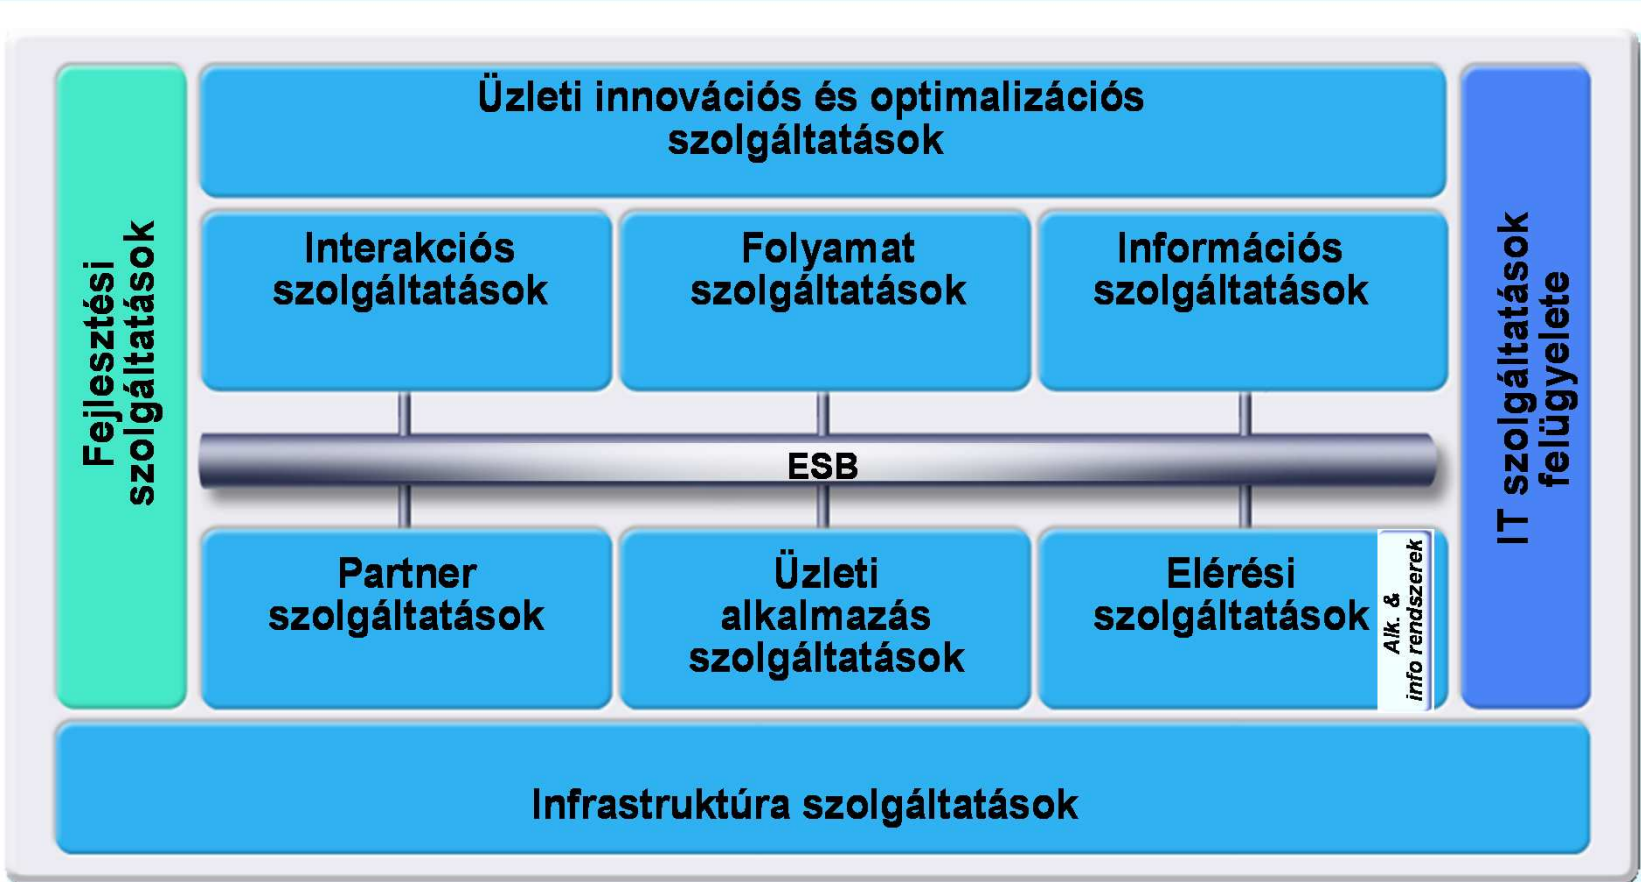 Üzleti innovációs és optimalizációs
szolgáltatások
Fejlesztési
szolgáltatások
Interakciós
szolgáltatások
Folyamat
szolgáltatások
Információs
szolgáltatások
IT szolgáltatások
felügyelete
ESB
Partner
szolgáltatások
Üzleti
alkalmazás
szolgáltatások
Elérési
szolgáltatások
Alk. &
info rendszerek
Infrastruktúra szolgáltatások